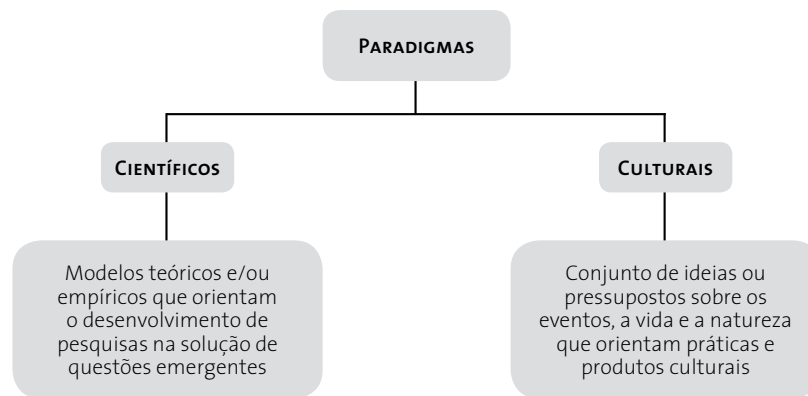 PARADIGMAS
CIENTÍFICOS
CULTURAIS
Modelos teóricos e/ou
empíricos que orientam
o desenvolvimento de
pesquisas na solução de
questões emergentes
Conjunto de ideias ou
pressupostos sobre os
eventos, a vida e a natureza
que orientam práticas e
produtos culturais